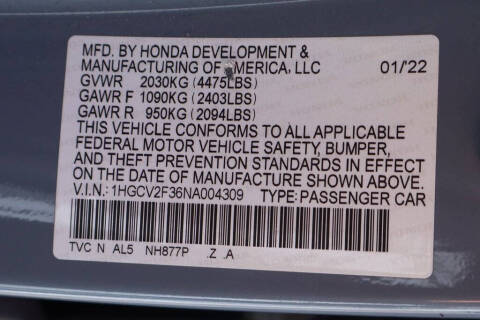 MFD. BY HONDA DEVELOPMENT &
MANUFACTURING OF AMERICA, LLC 01/22
GVWR 2030KG (4475LBS)
GAWR F 1090KG (2403LBS)
GAWR R 950KG (2094LBS)
THIS VEHICLE CONFORMS TO ALL APPLICABLE
FEDERAL MOTOR VEHICLE SAFETY, BUMPER,
AND THEFT PREVENTION STANDARDS IN EFFECT
ON THE DATE OF MANUFACTURE SHOWN ABOVE.
V.I.N.: 1HGCV2F36NA004309 TYPE: PASSENGER CAR
TVC N AL5 NH877P .Z .A